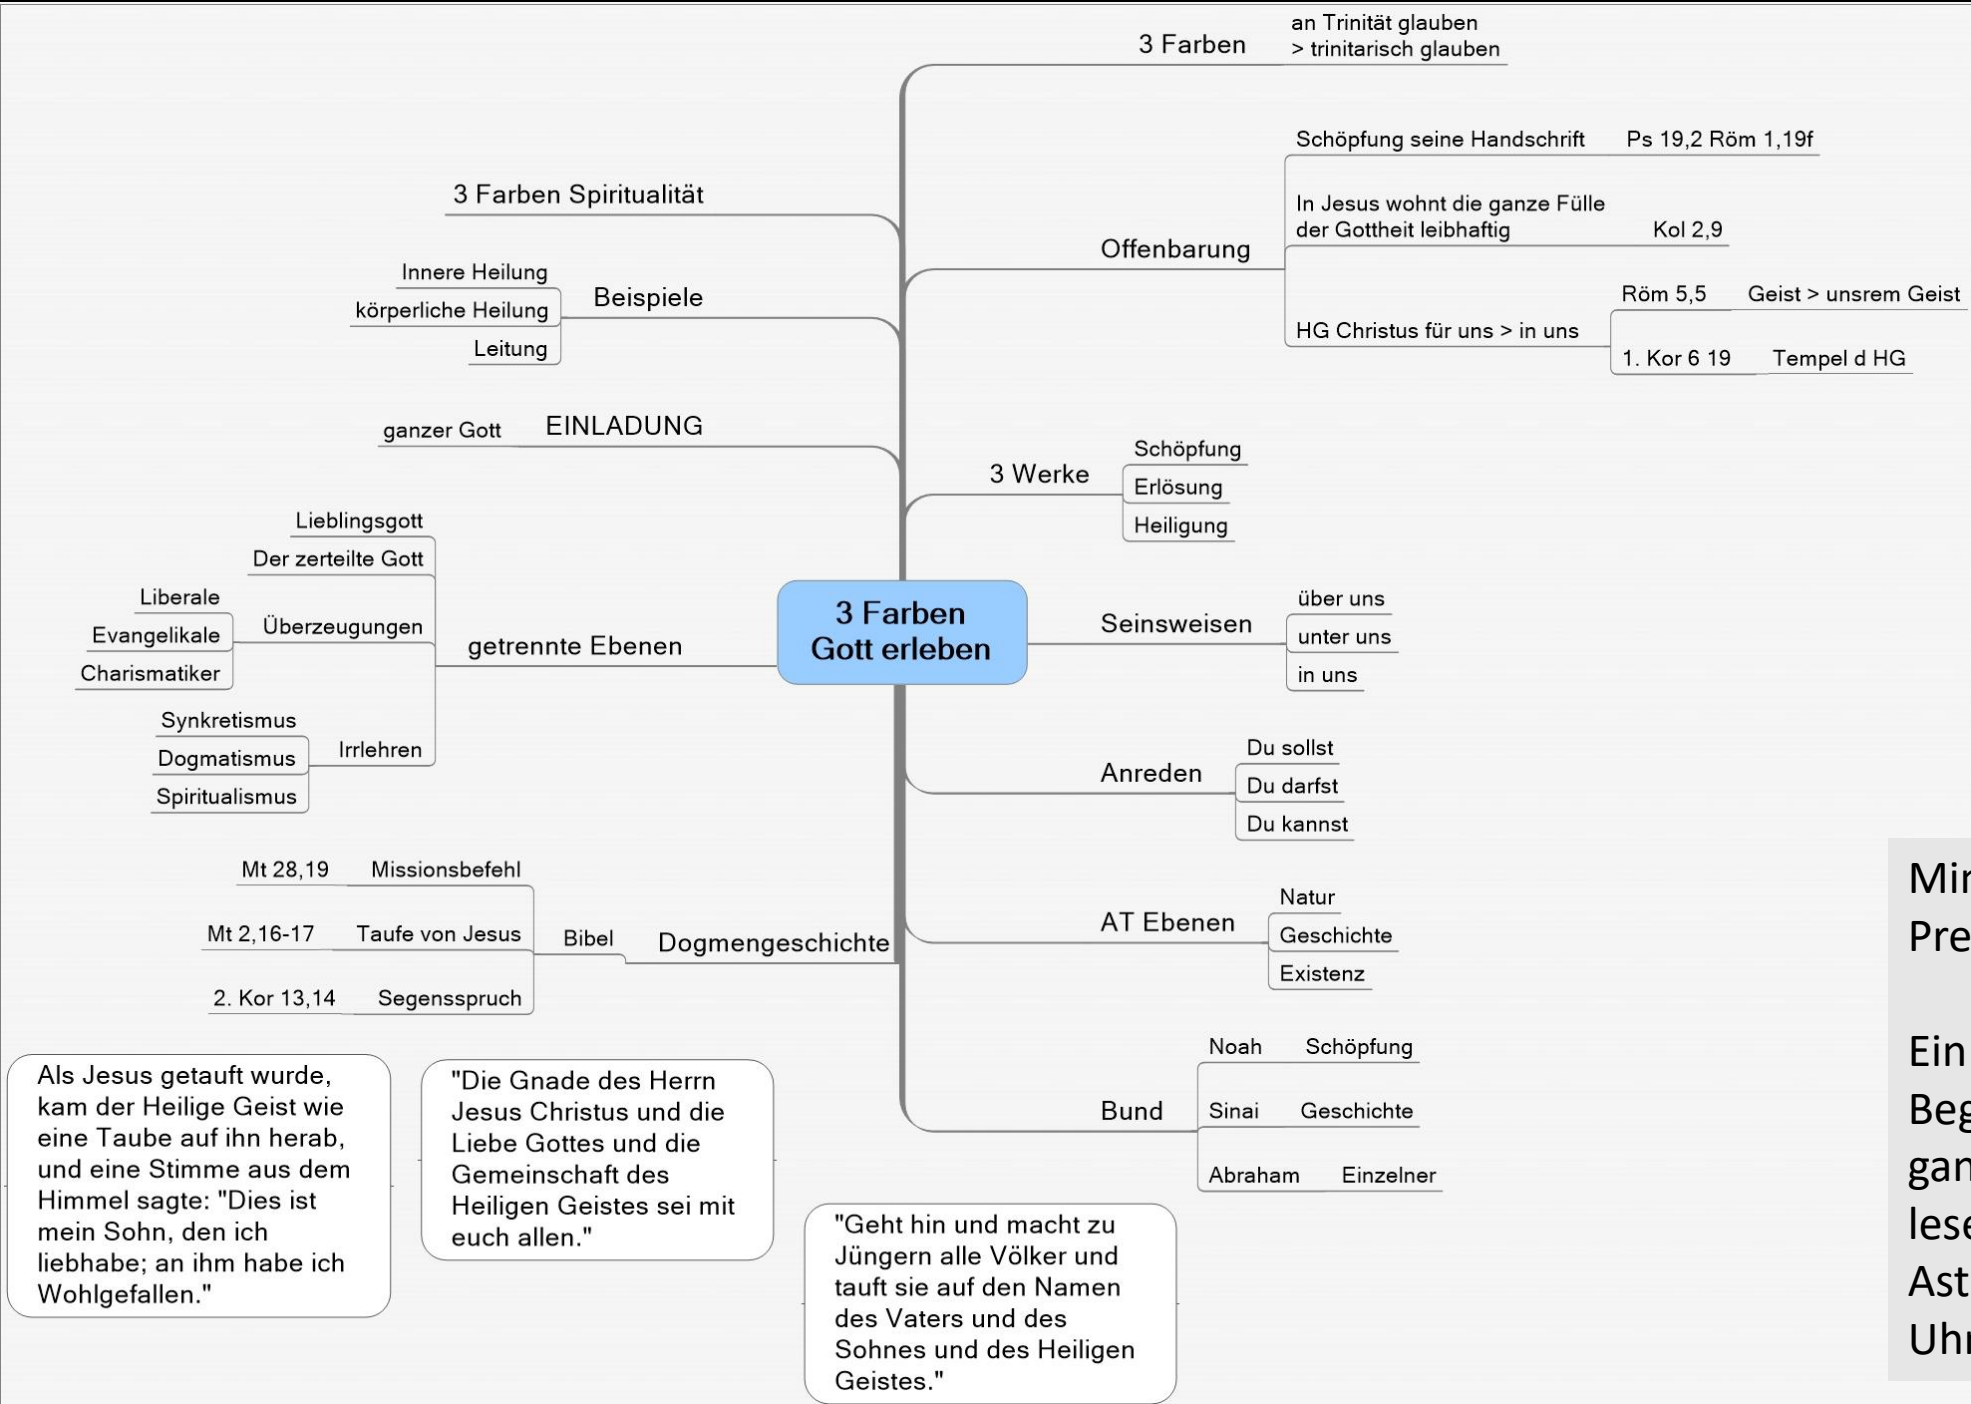 3 Farben
Gott erleben
3 Farben
an Trinität glauben
> trinitarisch glauben
Offenbarung
Schöpfung seine Handschrift
Ps 19,2 Röm 1,19f
In Jesus wohnt die ganze Fülle
der Gottheit leibhaftig
Kol 2,9
HG Christus für uns > in uns
Röm 5,5
Geist > unsrem Geist
1. Kor 6 19
Tempel d HG
3 Werke
Schöpfung
Erlösung
Heiligung
Seinsweisen
über uns
unter uns
in uns
Anreden
Du sollst
Du darfst
Du kannst
AT Ebenen
Natur
Geschichte
Existenz
Bund
Noah
Schöpfung
Sinai
Geschichte
Abraham
Einzelner
Dogmengeschichte
Bibel
Missionsbefehl
Mt 28,19
Taufe von Jesus
Mt 2,16-17
Segensspruch
2. Kor 13,14
getrennte Ebenen
Lieblingsgott
Der zerteilte Gott
Überzeugungen
Liberale
Evangelikale
Charismatiker
Irrlehren
Synkretismus
Dogmatismus
Spiritualismus
EINLADUNG
ganzer Gott
Beispiele
Innere Heilung
körperliche Heilung
Leitung
3 Farben Spiritualität
Als Jesus getauft wurde,
kam der Heilige Geist wie
eine Taube auf ihn herab,
und eine Stimme aus dem
Himmel sagte: "Dies ist
mein Sohn, den ich
liebhabe; an ihm habe ich
Wohlgefallen."
"Die Gnade des Herrn
Jesus Christus und die
Liebe Gottes und die
Gemeinschaft des
Heiligen Geistes sei mit
euch allen."
"Geht hin und macht zu
Jüngern alle Völker und
tauft sie auf den Namen
des Vaters und des
Sohnes und des Heiligen
Geistes."
Ein